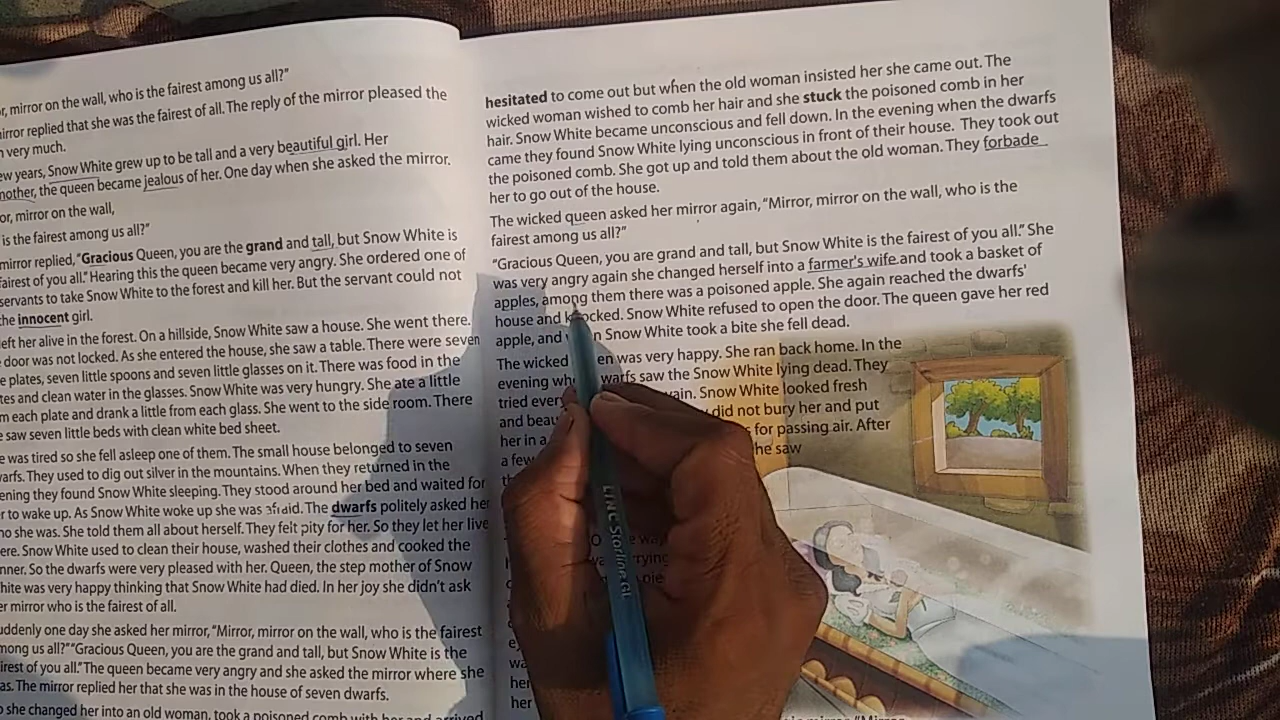 mirror on the wall, who is the fairest among us all?"
mirror replied that she was the fairest of all. The reply of the mirror pleased the
very much.
years, Snow White grew up to be tall and a very beautiful girl. Her
mother, the queen became jealous of her. One day when she asked the mirror.
mirror on the wall,
is the fairest among us all?"
mirror replied, "Gracious Queen, you are the grand and tall, but Snow White is
fairest of you all." Hearing this the queen became very angry. She ordered one of
servants to take Snow White to the forest and kill her. But the servant could not
the innocent girl.
left her alive in the forest. On a hillside, Snow White saw a house. She went there.
door was not locked. As she entered the house, she saw a table. There were seven
plates, seven little spoons and seven little glasses on it. There was food in the
and clean water in the glasses. Snow White was very hungry. She ate a little
each plate and drank a little from each glass. She went to the side room. There
saw seven little beds with clean white bed sheet.
was tired so she fell asleep one of them. The small house belonged to seven
They used to dig out silver in the mountains. When they returned in the
they found Snow White sleeping. They stood around her bed and waited for
to wake up. As Snow White woke up she was afraid. The dwarfs politely asked her
she was. She told them all about herself. They felt pity for her. So they let her live
Snow White used to clean their house, washed their clothes and cooked the
So the dwarfs were very pleased with her. Queen, the step mother of Snow
was very happy thinking that Snow White had died. In her joy she didn't ask
mirror who is the fairest of all.
one day she asked her mirror, "Mirror, mirror on the wall, who is the fairest
us all?" "Gracious Queen, you are the grand and tall, but Snow White is the
of you all." The queen became very angry and she asked the mirror where she
The mirror replied her that she was in the house of seven dwarfs.
she changed her into an old woman, took a poisoned comb with her and arrived
hesitated to come out but when the old woman insisted her she came out. The
wicked woman wished to comb her hair and she stuck the poisoned comb in her
hair. Snow White became unconscious and fell down. In the evening when the dwarfs
came they found Snow White lying unconscious in front of their house. They took out
the poisoned comb. She got up and told them about the old woman. They forbade
her to go out of the house.
The wicked queen asked her mirror again, "Mirror, mirror on the wall, who is the
fairest among us all?"
"Gracious Queen, you are grand and tall, but Snow White is the fairest of you all." She
was very angry again she changed herself into a farmer's wife and took a basket of
apples, among them there was a poisoned apple. She again reached the dwarfs'
house and knocked. Snow White refused to open the door. The queen gave her red
apple, and Snow White took a bite she fell dead.
The wicked was very happy. She ran back home. In the
evening saw the Snow White lying dead. They
tried Snow White looked fresh
and did not bury her and put
her in a for passing air. After
a few he saw
her
her
LINC Starline GL